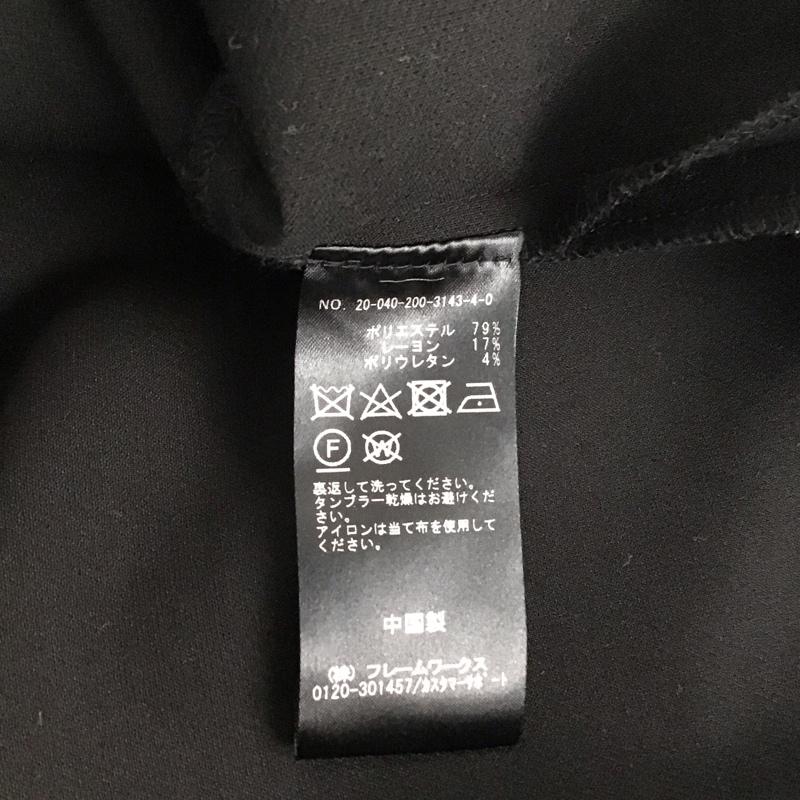 NO. 20-040-200-3143-4-0
ポリエステル 79%
レーヨン 17%
ポリウレタン 4%
F W
裏返して洗ってください。
タンブラー乾燥はお避けくだ
さい。
アイロンは当て布を使用して
ください。
中国製
(株) フレームワークス
0120-301457/カスタマーサポート